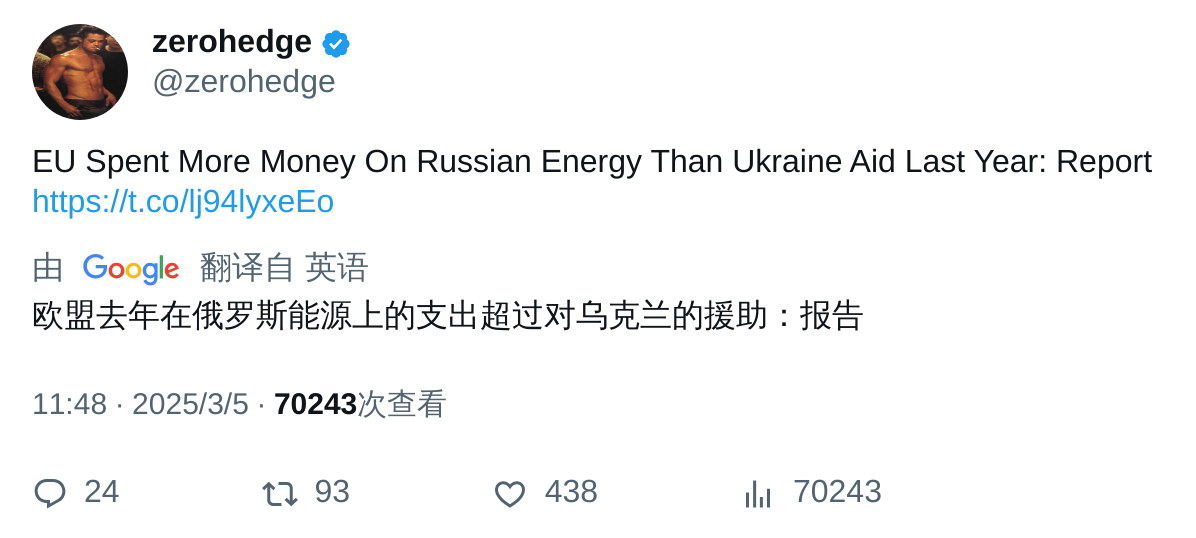 zerohedge
@zerohedge
EU Spent More Money On Russian Energy Than Ukraine Aid Last Year: Report
https://t.co/lj94lyxeEo
由 Google 翻译自 英语
欧盟去年在俄罗斯能源上的支出超过对乌克兰的援助：报告
11:48 · 2025/3/5 · 70243次查看
24 93 438 70243